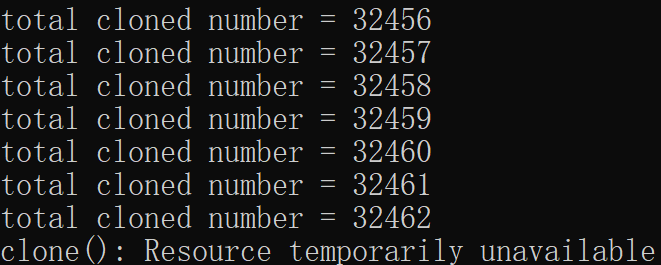 total cloned number = 32456
total cloned number = 32457
total cloned number = 32458
total cloned number = 32459
total cloned number = 32460
total cloned number = 32461
total cloned number = 32462
clone(): Resource temporarily unavailable